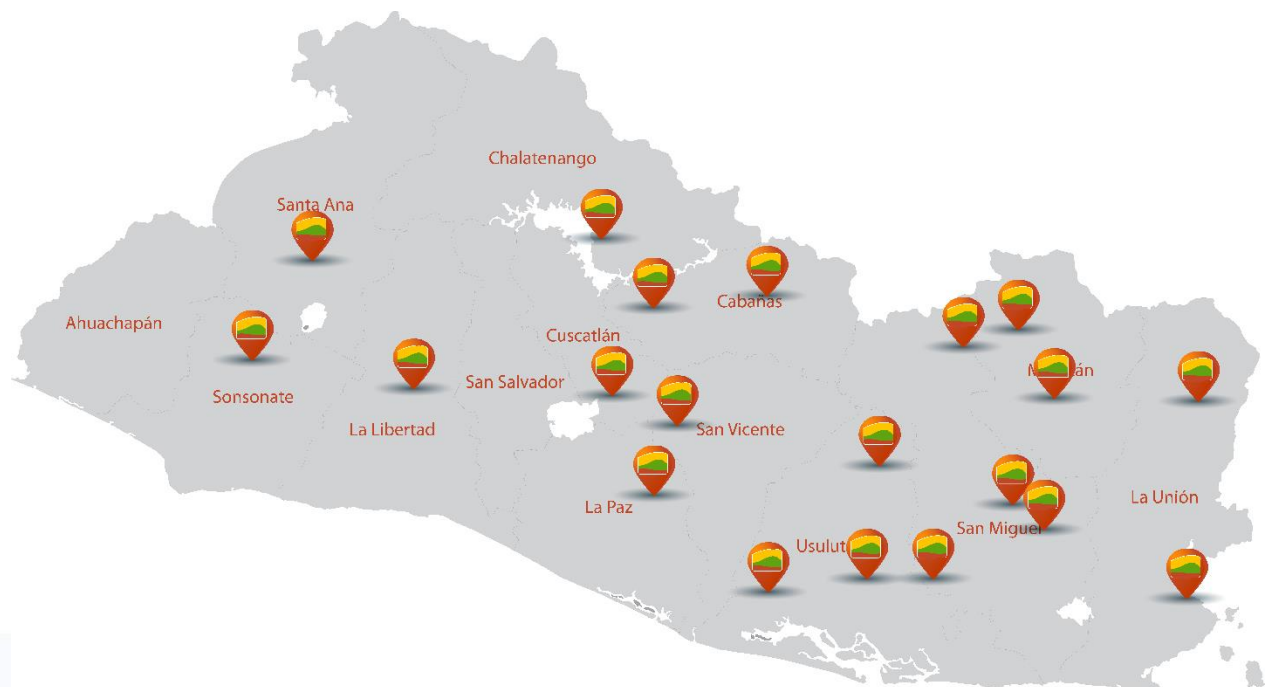 Chalatenango
Santa Ana
Cabañas
Ahuachapán
Cuscatlán
San Salvador
Sonsonate
La Libertad
San Vicente
La Unión
La Paz
San Miguel